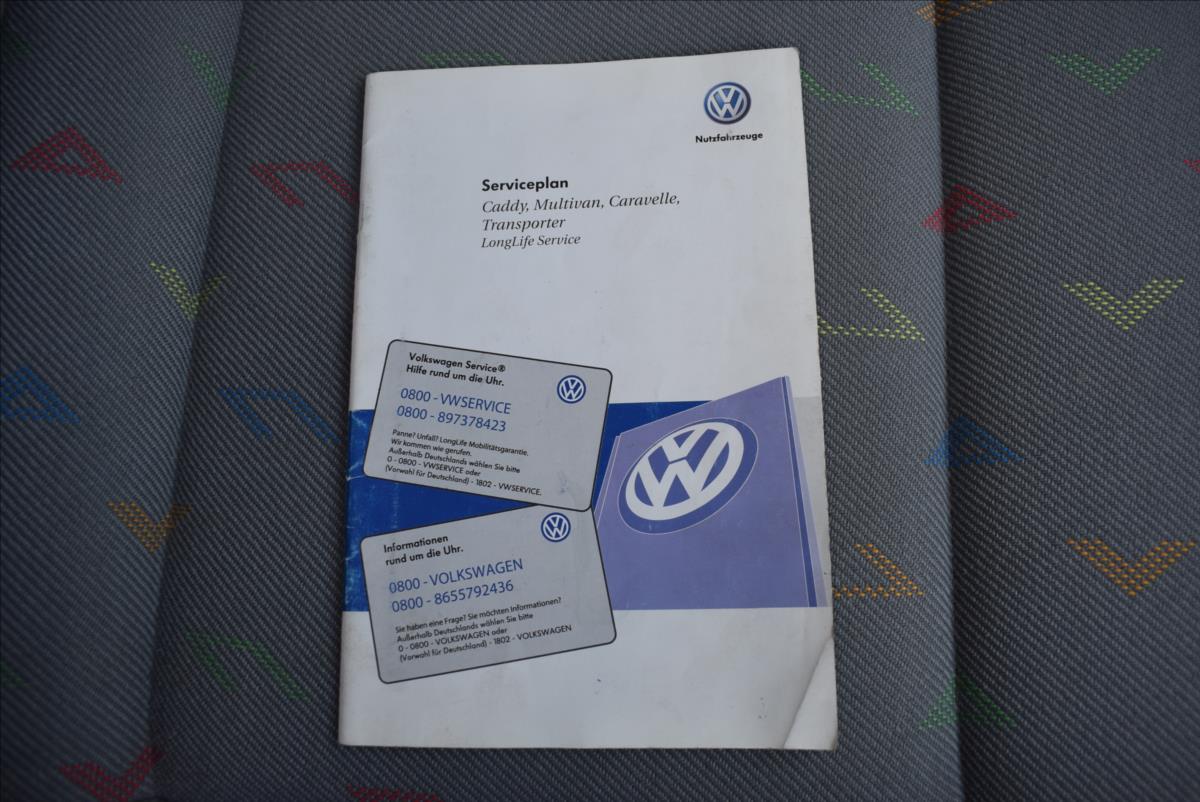 Nutzfahrzeuge
Serviceplan
Caddy, Multivan, Caravelle,
Transporter
LongLife Service
Volkswagen Service®
Hilfe rund um die Uhr.
0800 - VWSERVICE
0800 - 897378423
Panne? Unfall? LongLife Mobilitätsgarantie.
Wir kommen wie gerufen.
Außerhalb Deutschlands wählen Sie bitte
0 - 0800 - VWSERVICE oder
(Vorwahl für Deutschland) - 1802 - VWSERVICE.
Informationen
rund um die Uhr.
0800 - VOLKSWAGEN
0800 - 8655792436
Sie haben eine Frage? Sie möchten Informationen?
Außerhalb Deutschlands wählen Sie bitte
0 - 0800 - VOLKSWAGEN oder
(Vorwahl für Deutschland) - 1802 - VOLKSWAGEN